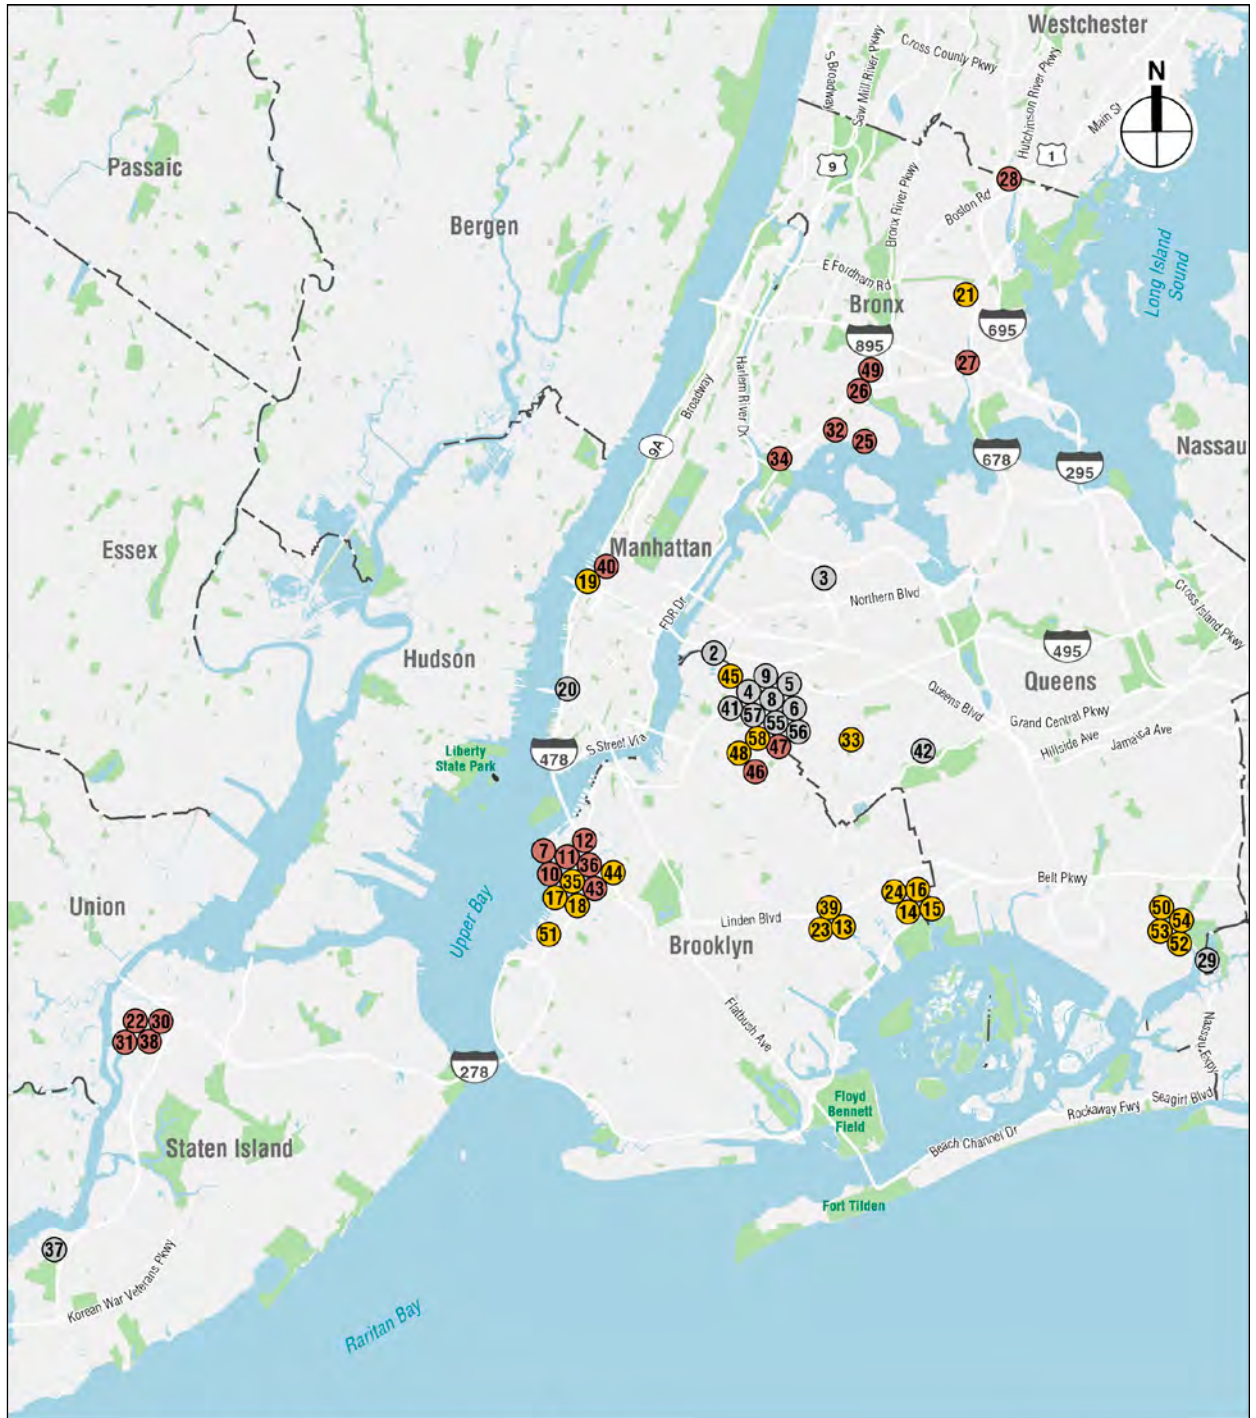 Westchester
Cross County Pkwy
S Broadway
Saw Mill River Pkwy
Hutchinson River Pkwy
Main St
N
Passaic
9
1
28
Boston Rd
Bronx River Pkwy
Bergen
Long Island
Sound
E Fordham Rd
21
Bronx
695
895
27
49
26
Harlem River Dr
Broadway
32
25
9A
34
678
295
Nassau
Essex
Manhattan
40
19
3
Northern Blvd
Cross Island Pkwy
FDR Dr
495
Hudson
2
45
9
5
Queens
20
4
8
Queens Blvd
41
57
6
Grand Central Pkwy
55
56
Hillside Ave
Jamaica Ave
S Street Via
58
47
33
42
48
478
Liberty
State Park
46
12
7
11
36
44
10
35
43
Belt Pkwy
24
16
17
18
Union
Upper Bay
Linden Blvd
39
14
15
50
54
23
13
53
52
51
Brooklyn
29
Flatbush Ave
22
30
31
38
Nassau Expy
278
Floyd
Bennett
Field
Rockaway Fwy
Seagirt Blvd
Staten Island
Beach Channel Dr
Fort Tilden
37
Korean War Veterans Pkwy
Raritan Bay